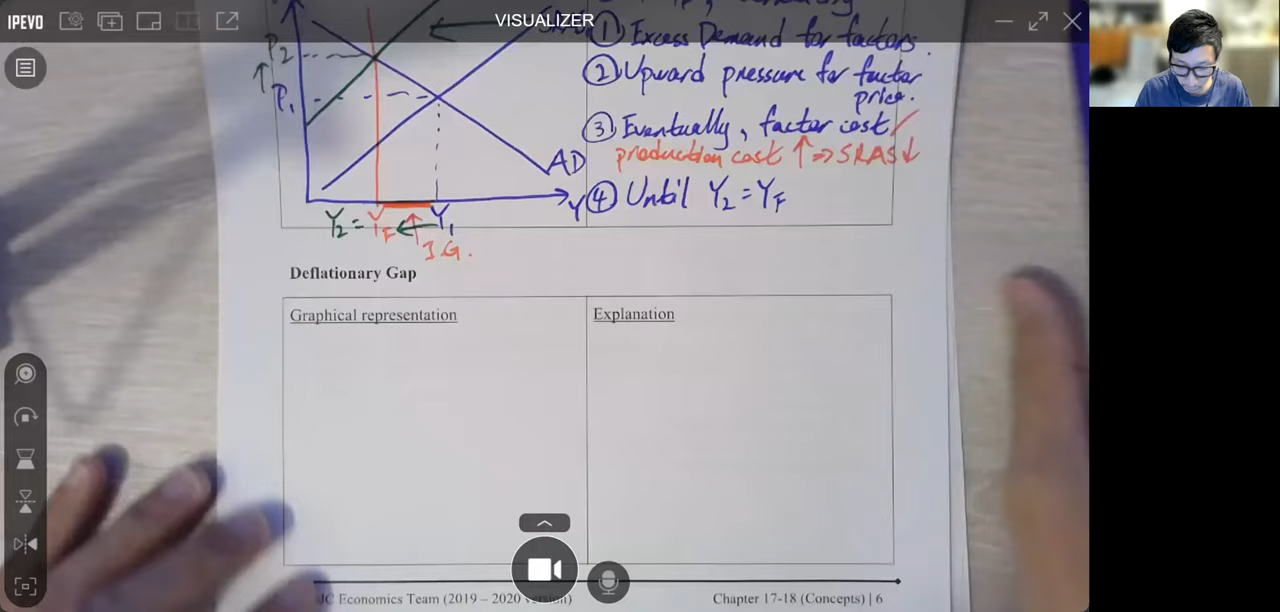 IPEVO
VISUALIZER
P2
P1
① Excess Demand for factors.
② Upward pressure for factor
price.
③ Eventually, factor cost
production cost ↑ ⇒ SRAS↓
④ Until Y2 = YF
AD
Y
Y2 = YF
Y1
I.G.
Deflationary Gap
Graphical representation
Explanation
JC Economics Team (2019 – 2020
Chapter 17-18 (Concepts) | 6